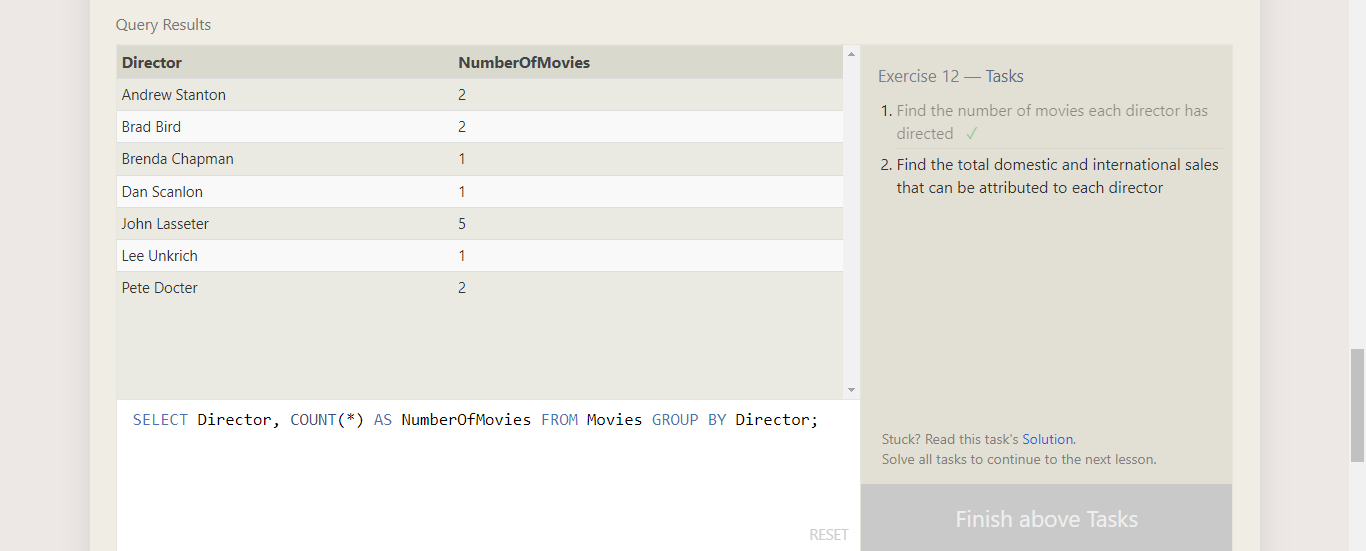 Query Results
Director NumberOfMovies
Andrew Stanton 2
Brad Bird 2
Brenda Chapman 1
Dan Scanlon 1
John Lasseter 5
Lee Unkrich 1
Pete Docter 2
SELECT Director, COUNT(*) AS NumberOfMovies FROM Movies GROUP BY Director;
RESET
Exercise 12 — Tasks
1. Find the number of movies each director has
directed ✓
2. Find the total domestic and international sales
that can be attributed to each director
Stuck? Read this task's Solution.
Solve all tasks to continue to the next lesson.
Finish above Tasks